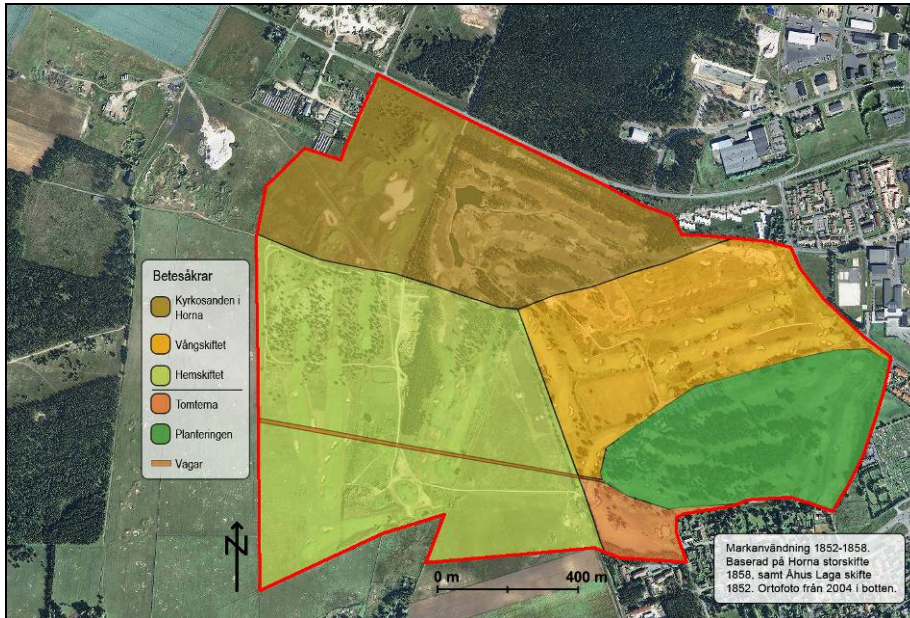 Betesåkrar
Kyrkosanden i
Horna
Vångskiftet
Hemskiftet
Tomterna
Planteringen
Vagar
N
0 m
400 m
Markanvändning 1852-1858.
Baserad på Horna storskifte
1858, samt Åhus Laga skifte
1852. Ortofoto från 2004 i botten.